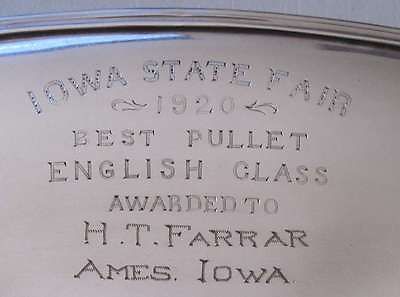 IOWA STATE FAIR
1920
BEST PULLET
ENGLISH CLASS
AWARDED TO
H.T. FARRAR
AMES. IOWA.